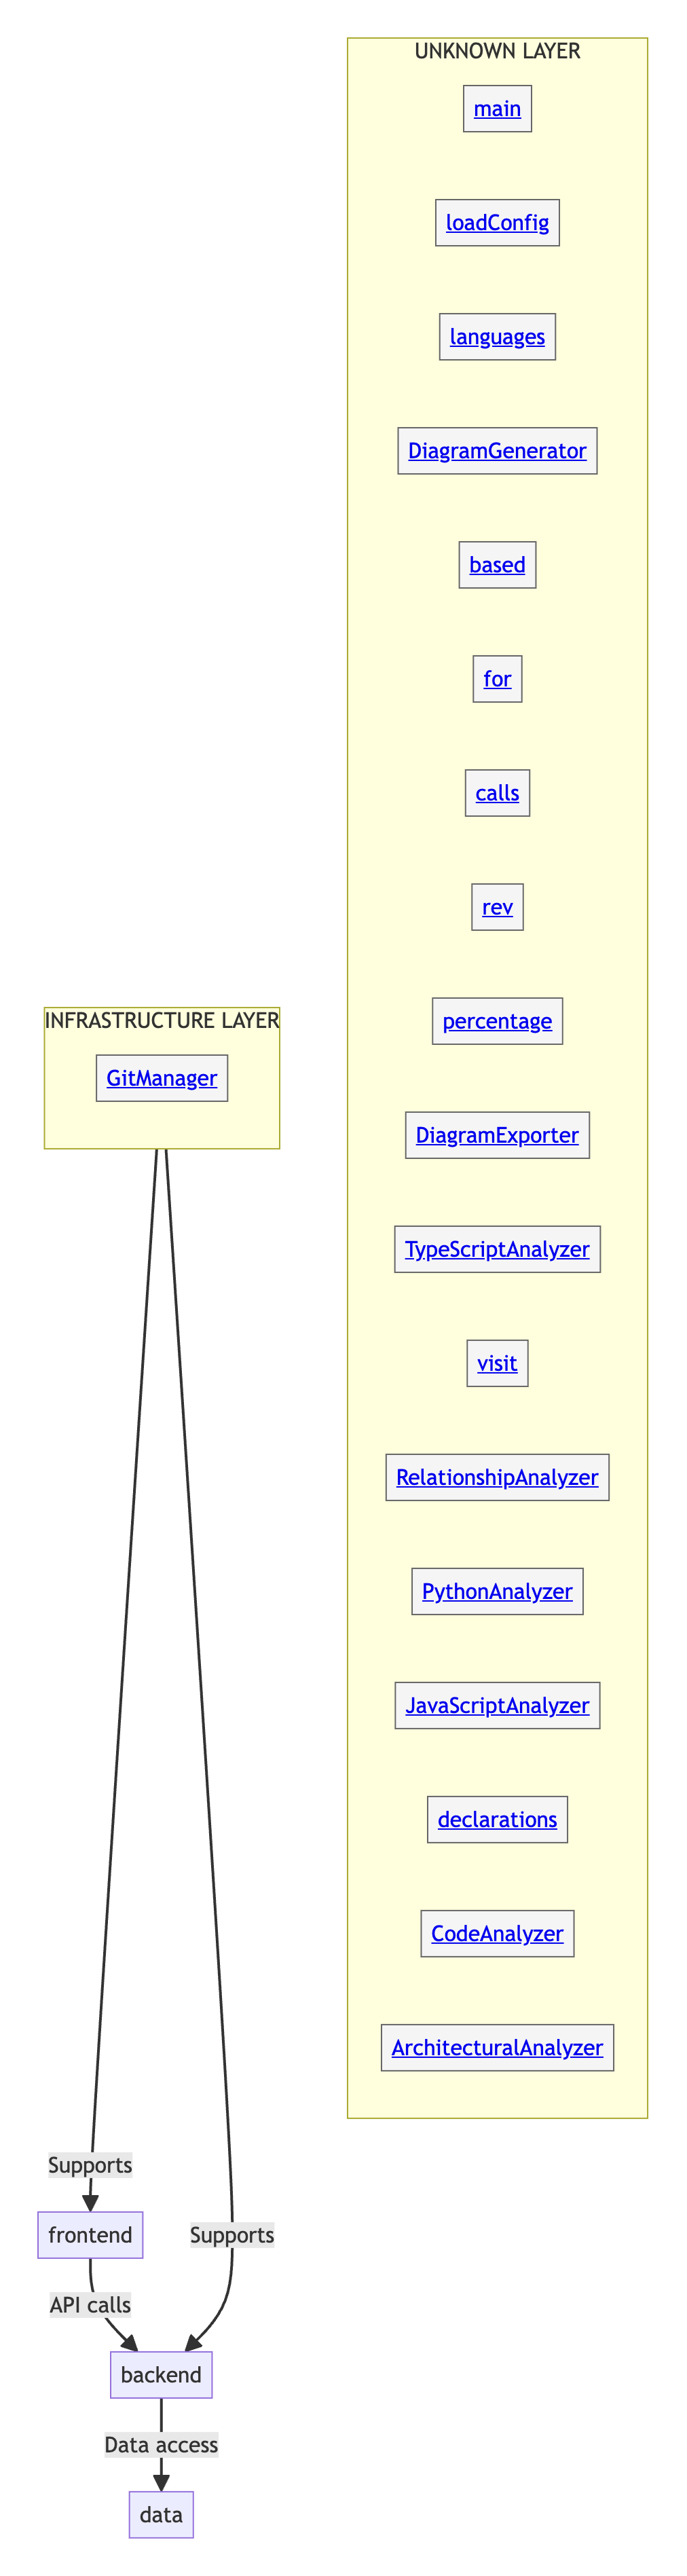 UNKNOWN LAYER
main
loadConfig
languages
DiagramGenerator
based
for
calls
rev
percentage
DiagramExporter
TypeScriptAnalyzer
visit
RelationshipAnalyzer
PythonAnalyzer
JavaScriptAnalyzer
declarations
CodeAnalyzer
ArchitecturalAnalyzer
INFRASTRUCTURE LAYER
GitManager
Supports
Supports
frontend
API calls
backend
Data access
data